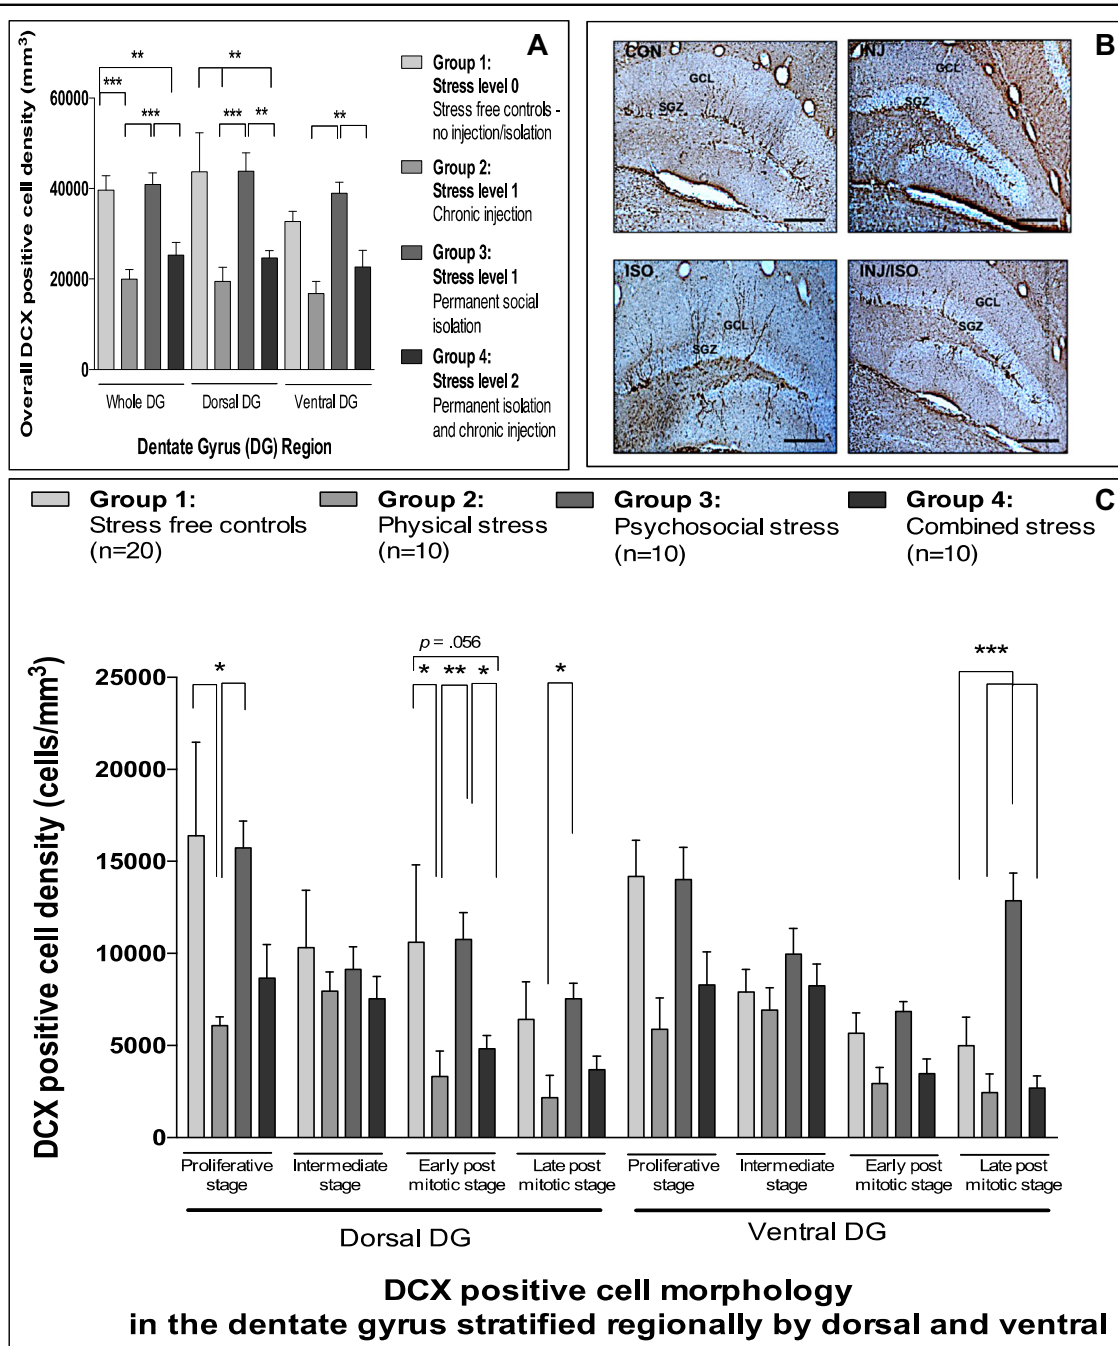 A
Overall DCX positive cell density (mm³)
60000
40000
20000
0
**
***
***
**
***
**
**
Whole DG
Dorsal DG
Ventral DG
Dentate Gyrus (DG) Region
Group 1:
Stress level 0
Stress free controls -
no injection/isolation
Group 2:
Stress level 1
Chronic injection
Group 3:
Stress level 1
Permanent social
isolation
Group 4:
Stress level 2
Permanent isolation
and chronic injection
B
CON
GCL
SGZ
INJ
GCL
SGZ
ISO
GCL
SGZ
INJ/ISO
GCL
SGZ
C
Group 1:
Stress free controls
(n=20)
Group 2:
Physical stress
(n=10)
Group 3:
Psychosocial stress
(n=10)
Group 4:
Combined stress
(n=10)
DCX positive cell density (cells/mm³)
25000
20000
15000
10000
5000
0
*
p = .056
* ** *
*
***
Proliferative
stage
Intermediate
stage
Early post
mitotic stage
Late post
mitotic stage
Proliferative
stage
Intermediate
stage
Early post
mitotic stage
Late post
mitotic stage
Dorsal DG
Ventral DG
DCX positive cell morphology
in the dentate gyrus stratified regionally by dorsal and ventral